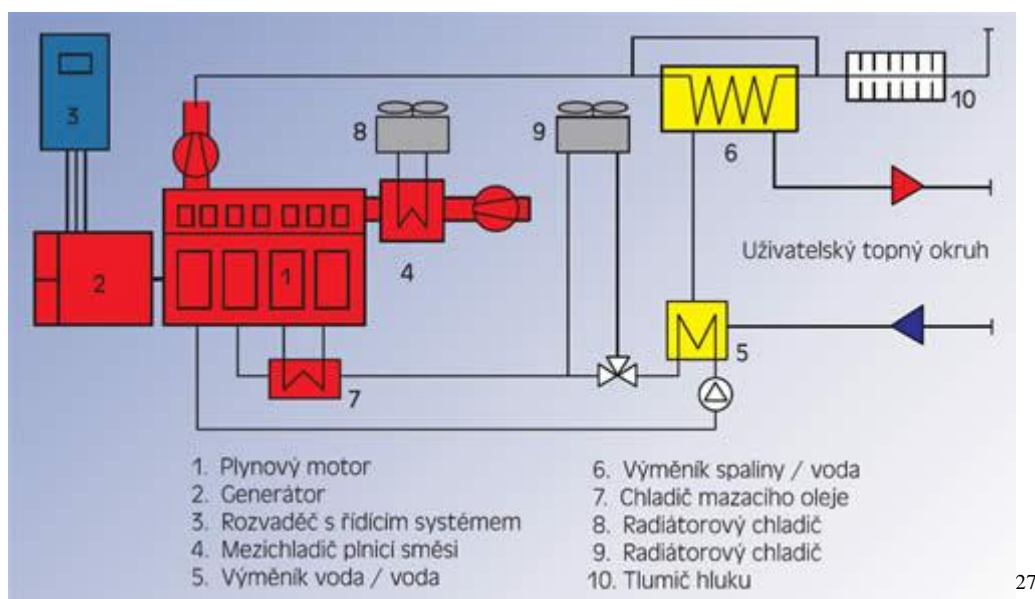 3
8
9
6
10
2
1
4
Uživatelský topný okruh
5
7
1. Plynový motor
2. Generátor
3. Rozvaděč s řídicím systémem
4. Mezichladič plnicí směsi
5. Výměník voda / voda
6. Výměník spaliny / voda
7. Chladič mazacího oleje
8. Radiátorový chladič
9. Radiátorový chladič
10. Tlumič hluku
27